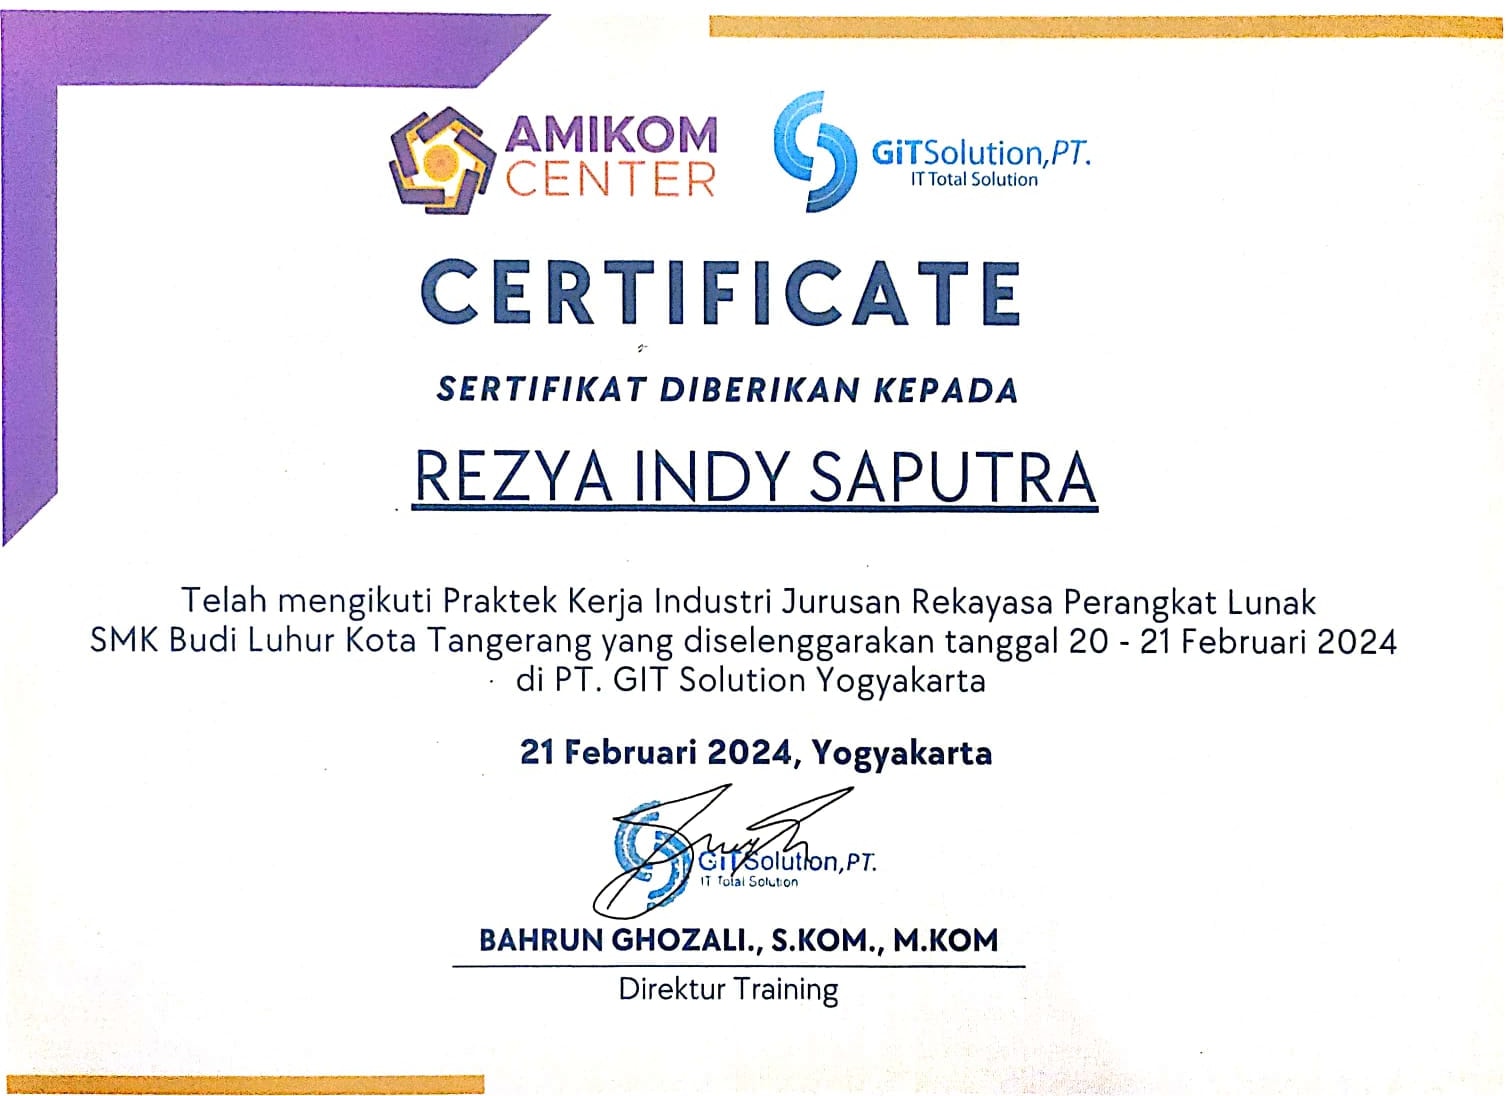 AMIKOM
CENTER
GiTSolution,PT.
IT Total Solution
CERTIFICATE
SERTIFIKAT DIBERIKAN KEPADA
REZYA INDY SAPUTRA
Telah mengikuti Praktek Kerja Industri Jurusan Rekayasa Perangkat Lunak
SMK Budi Luhur Kota Tangerang yang diselenggarakan tanggal 20 - 21 Februari 2024
di PT. GIT Solution Yogyakarta
21 Februari 2024, Yogyakarta
GiTSolution,PT.
IT Total Solution
BAHRUN GHOZALI., S.KOM., M.KOM
Direktur Training